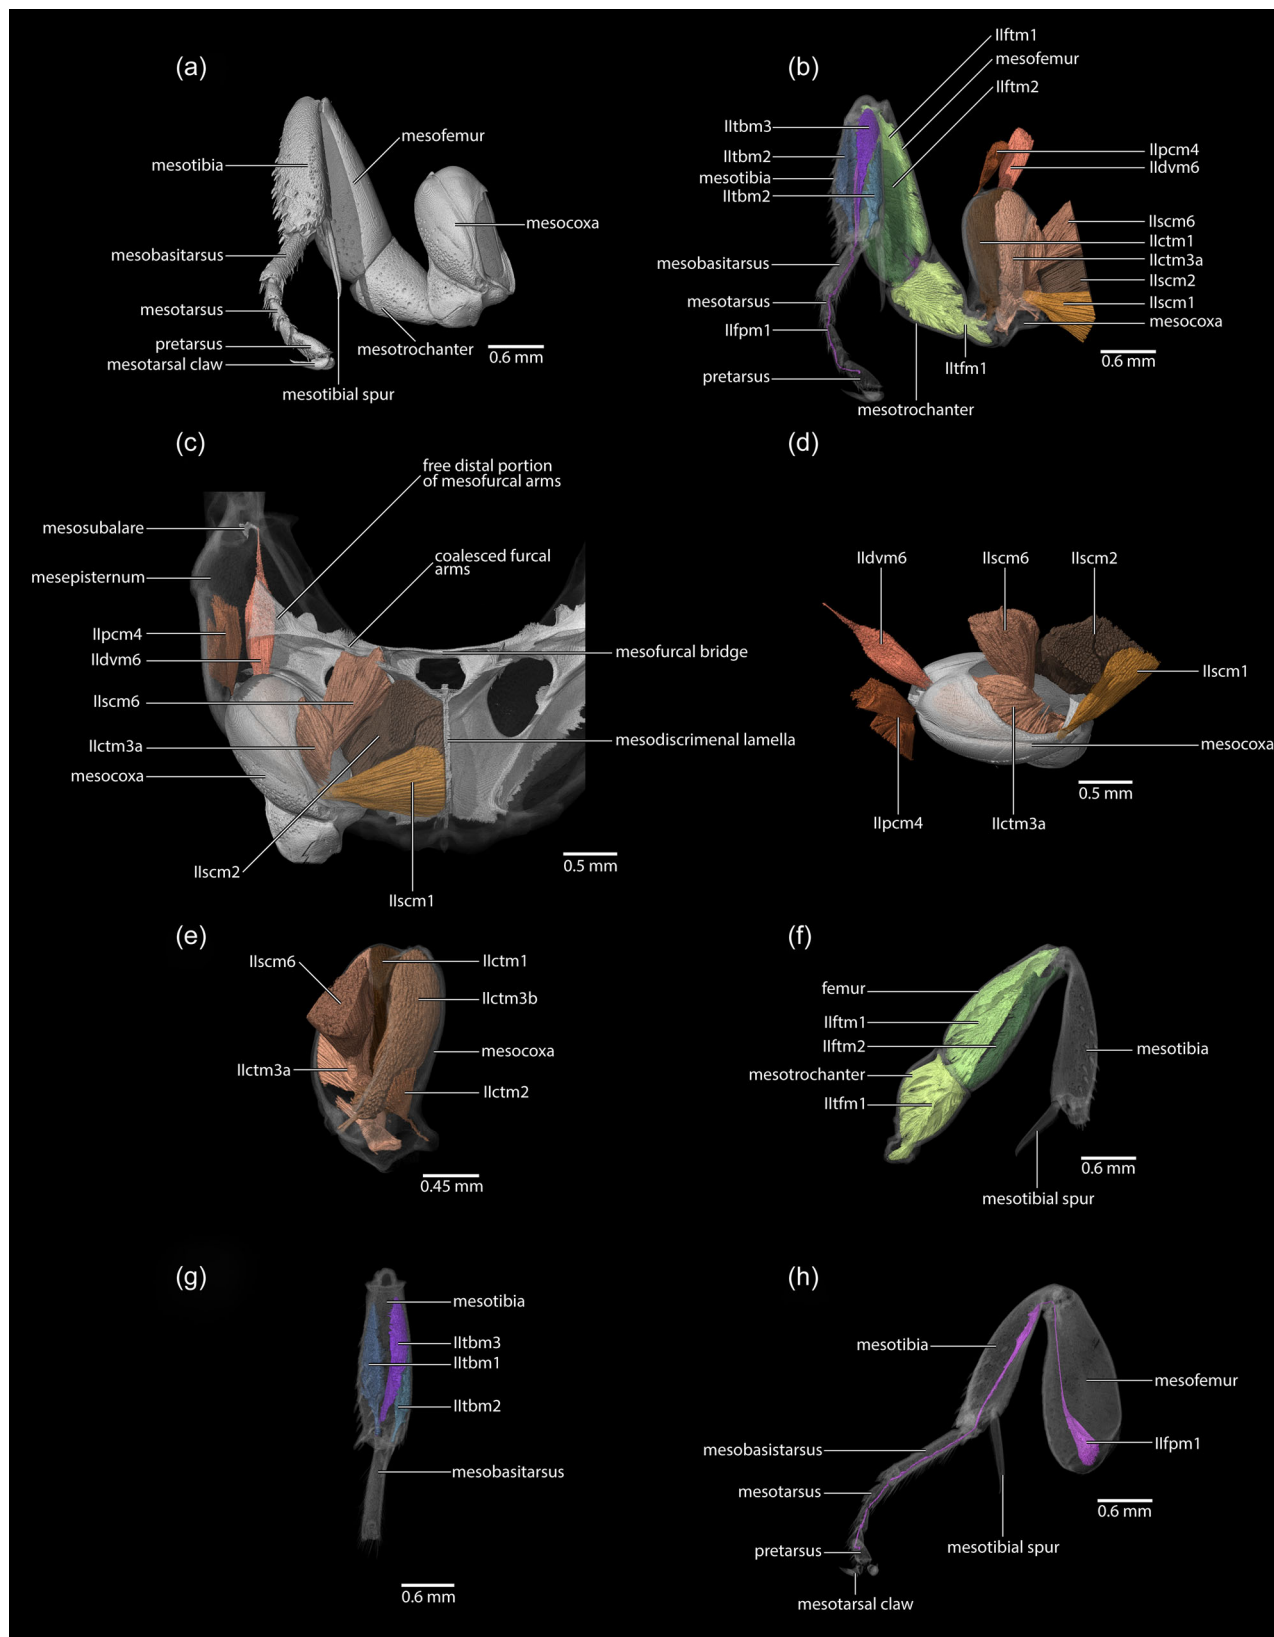 (a)
mesofemur
mesotibia
mesocoxa
mesobasitarsus
mesotarsus
pretarsus
mesotarsal claw
mesotrochanter
0.6 mm
mesotibial spur
(b)
IIftm1
mesofemur
IIftm2
IItbm3
IItbm2
mesotibia
IItbm2
IIpcm4
IIdvm6
IIscm6
IIctm1
IIctm3a
IIscm2
IIscm1
mesocoxa
mesobasitarsus
mesotarsus
IIfpm1
pretarsus
IItfm1
mesotrochanter
0.6 mm
(c)
free distal portion
of mesofurcal arms
mesosubalare
coalesced furcal
arms
mesepisternum
IIpcm4
IIdvm6
mesofurcal bridge
IIscm6
IIctm3a
mesodiscrimenal lamella
mesocoxa
IIscm2
IIscm1
0.5 mm
(d)
IIdvm6
IIscm6
IIscm2
IIscm1
mesocoxa
0.5 mm
IIpcm4
IIctm3a
(e)
IIscm6
IIctm1
IIctm3b
mesocoxa
IIctm3a
IIctm2
0.45 mm
(f)
femur
IIftm1
IIftm2
mesotibia
mesotrochanter
IItfm1
0.6 mm
mesotibial spur
(g)
mesotibia
IItbm3
IItbm1
IItbm2
mesobasitarsus
0.6 mm
(h)
mesotibia
mesofemur
IIfpm1
mesobasistarsus
mesotarsus
0.6 mm
mesotibial spur
pretarsus
mesotarsal claw